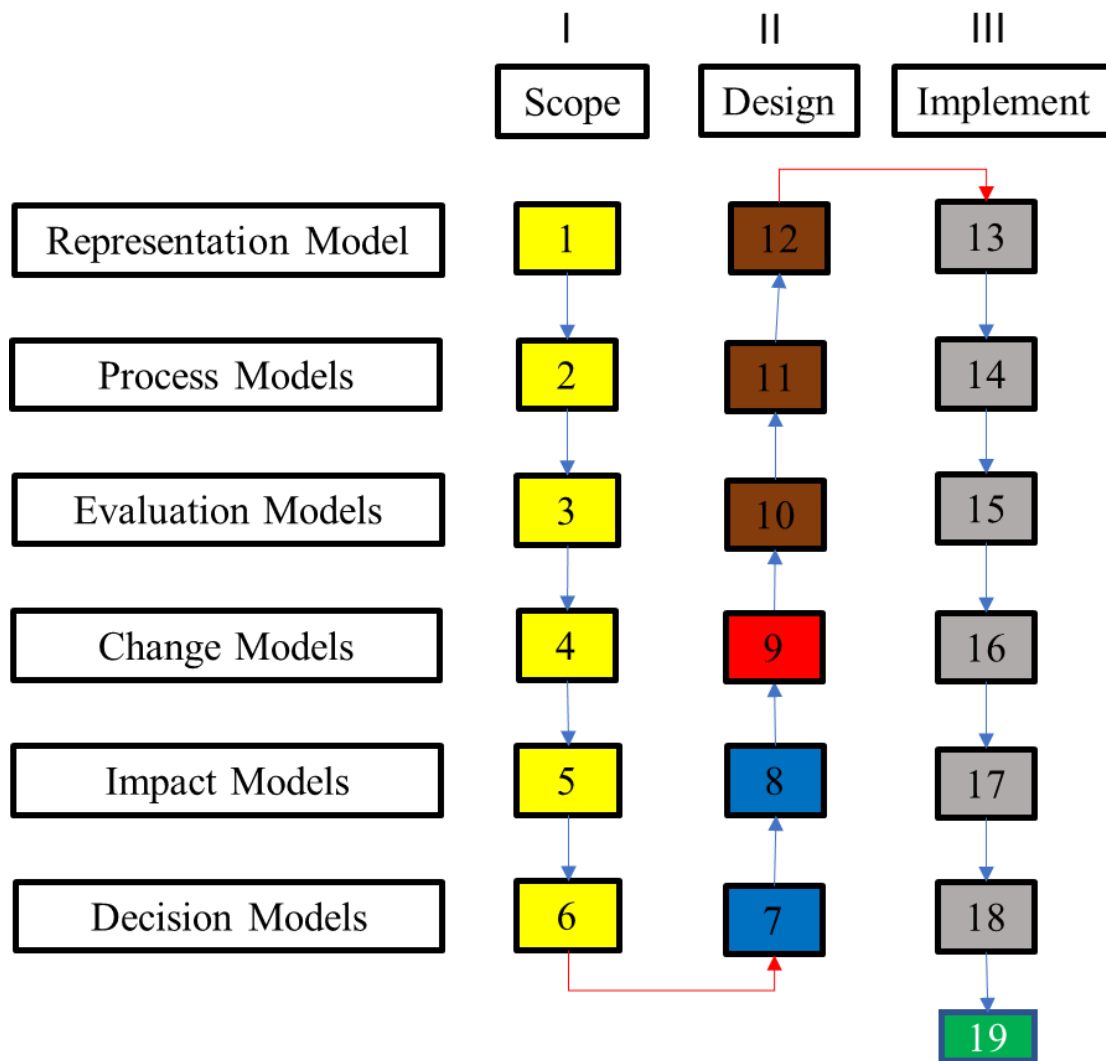 I II III
Scope Design Implement
Representation Model 1 12 13
Process Models 2 11 14
Evaluation Models 3 10 15
Change Models 4 9 16
Impact Models 5 8 17
Decision Models 6 7 18
19